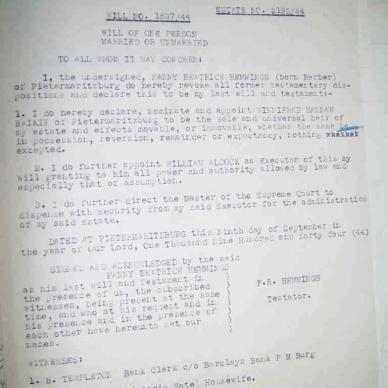 WILL NO. 1537/44 ESTATE NO. 2192/44
WILL OF ONE PERSON
MARRIED OR UNMARRIED
TO ALL WHOM IT MAY CONCERN:
I, the undersigned, FANNY BEATRICE HEMMINGS (born Barber)
of Pietermaritzburg do hereby revoke all former testamentary dis-
positions and declare this to be my last will and testament:-
1. I do hereby declare, nominate and appoint WINNIFRED HANNAH
of Pietermaritzburg to be the sole and universal heir of
my estate and effects movable, or immovable, whether the same
in possession, reversion, remainder or expectancy, nothing
excepted.
2. I do further appoint WILLIAM ALCOCK as Executor of this my
will granting to him all power and authority allowed by law and
especially that of assumption.
3. I do further direct the Master of the Supreme Court to
dispense with security from my said Executor for the administration
of my said Estate.
DATED AT PIETERMARITZBURG this Ninth day of September in
the year of Our Lord, One Thousand Nine Hundred and forty four (44)
SIGNED AND ACKNOWLEDGED by the said
FANNY BEATRICE HEMMINGS
as his last Will and Testament in
the presence of us, the subscribed
witnesses, being present at the same
time, and who at his request and in
his presence and in the presence of
each other have hereunto set our
names.
F.B. HEMMINGS
Testator.
WITNESSES:
1. B. TEMPLETON Bank Clerk c/o Barclays Bank P M Burg
Hotel Housewife.